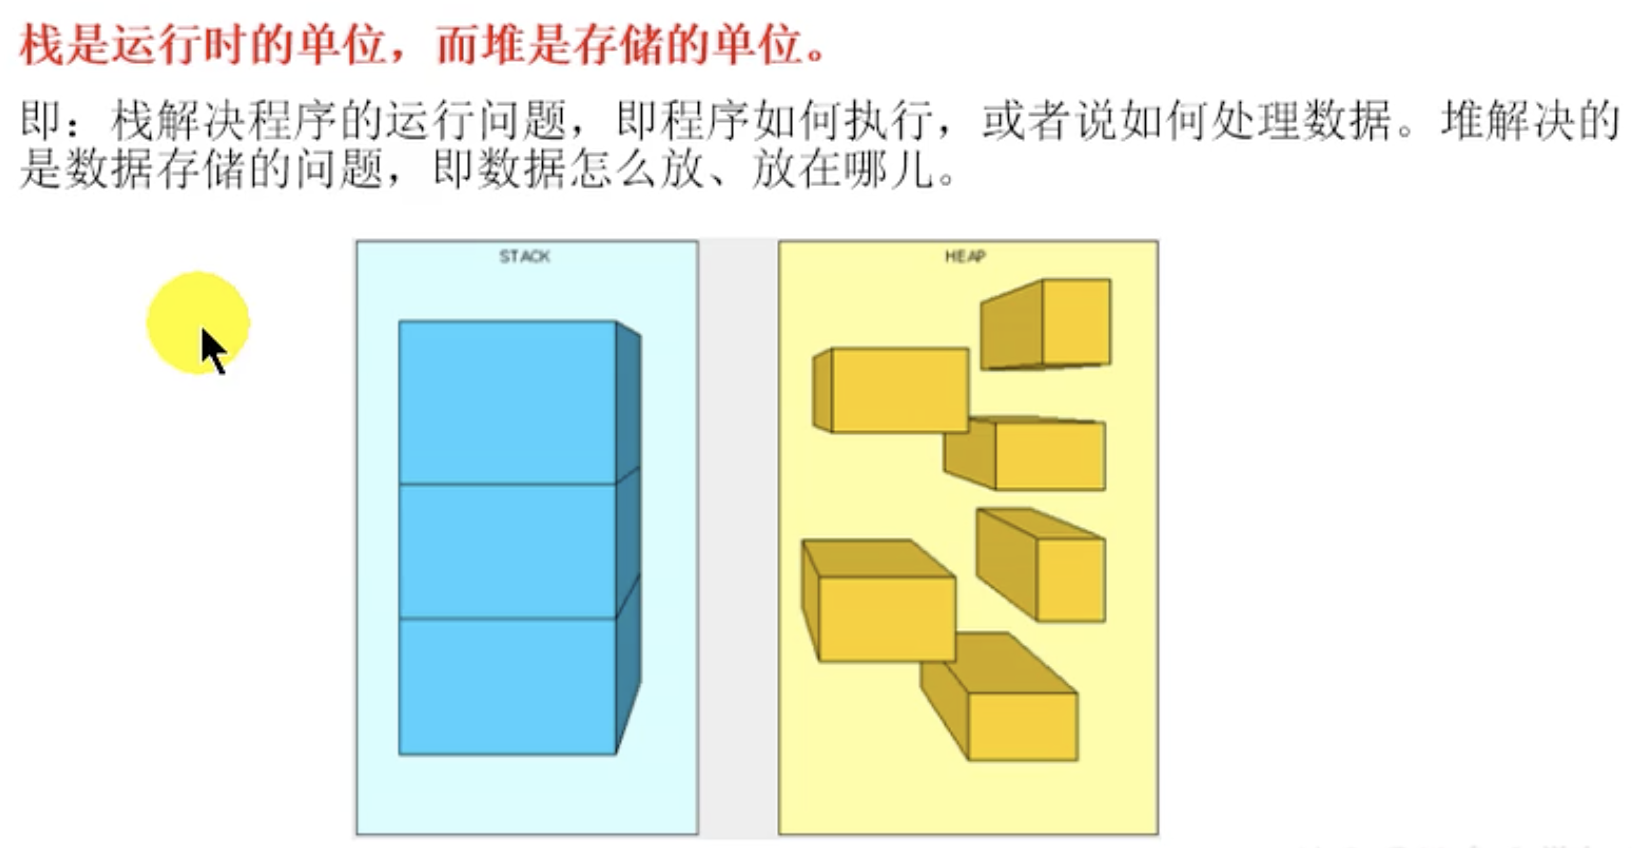 栈是运行时的单位，而堆是存储的单位。
即：栈解决程序的运行问题，即程序如何执行，或者说如何处理数据。堆解决的
是数据存储的问题，即数据怎么放、放在哪儿。
STACK
HEAP